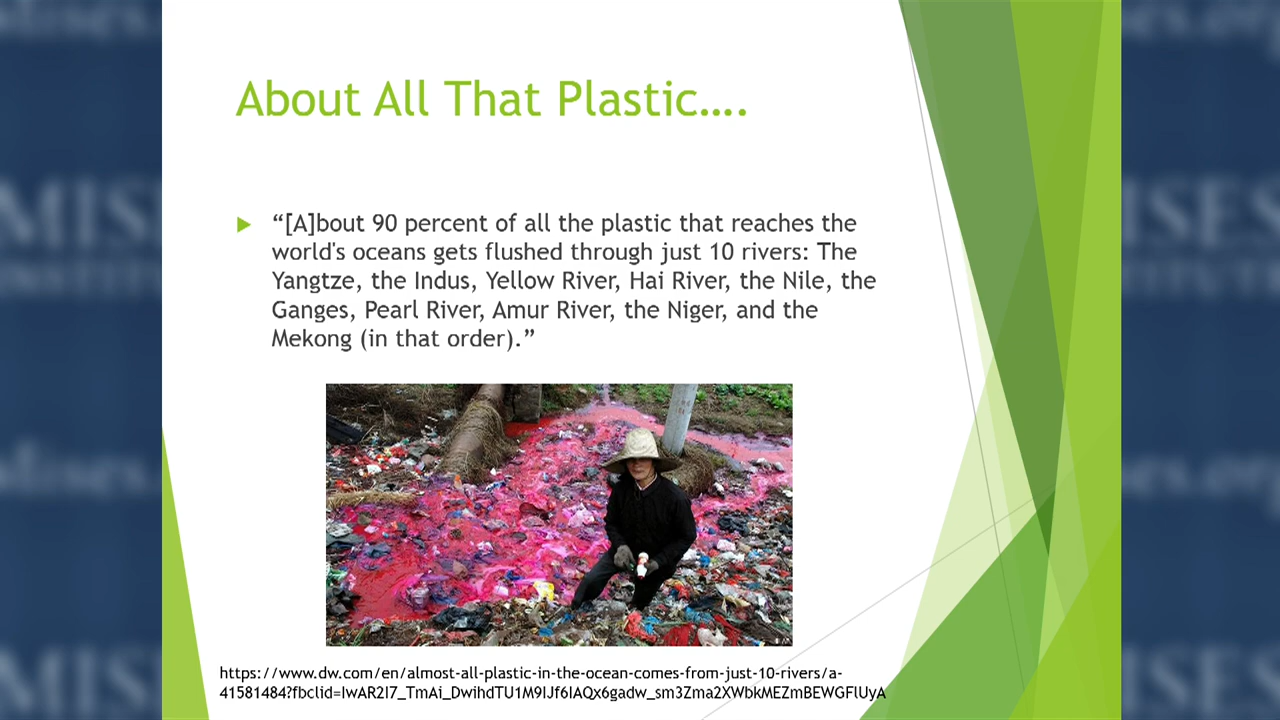 About All That Plastic....
“[A]bout 90 percent of all the plastic that reaches the
world's oceans gets flushed through just 10 rivers: The
Yangtze, the Indus, Yellow River, Hai River, the Nile, the
Ganges, Pearl River, Amur River, the Niger, and the
Mekong (in that order).”
https://www.dw.com/en/almost-all-plastic-in-the-ocean-comes-from-just-10-rivers/a-
41581484?fbclid=IwAR2I7_TmAi_DwihdTU1M9IJf6IAQx6gadw_sm3Zma2XWbkMEZmBEWGFlUyA